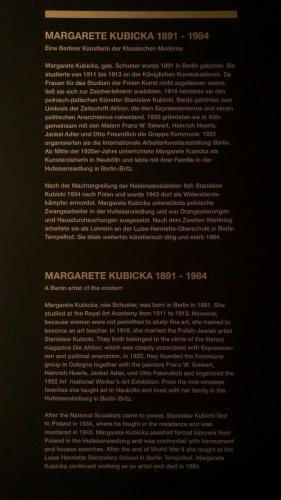 MARGARETE KUBICKA 1891 - 1984
Eine Berliner Künstlerin der Klassischen Moderne
Margarete Kubicka, geb. Schuster wurde 1891 in Berlin geboren. Sie
studierte von 1911 bis 1913 an der Königlichen Kunstakademie. Da
Frauen für das Studium der Freien Kunst nicht zugelassen waren,
ließ sie sich zur Zeichenlehrerin ausbilden. 1916 heiratete sie den
polnisch-jüdischen Künstler Stanislaw Kubicki. Beide gehörten zum
Umkreis der Zeitschrift Aktion, die dem Expressionismus und einem
politischen Anarchismus nahestand. 1920 gründeten sie in Köln
gemeinsam mit den Malern Franz W. Seiwert, Heinrich Hoerle,
Jankel Adler und Otto Freundlich die Gruppe Kommune. 1922
organisierten sie die Internationale Arbeiterkunstausstellung Berlin.
Ab Mitte der 1920er-Jahre unterrichtete Margarete Kubicka als
Kunsterzieherin in Neukölln und lebte mit ihrer Familie in der
Hufeisensiedlung in Berlin-Britz.
Nach der Machtergreifung der Nationalsozialisten floh Stanislaw
Kubicki 1934 nach Polen und wurde 1943 dort als Widerstands-
kämpfer ermordet. Margarete Kubicka unterstützte polnische
Zwangsarbeiter in der Hufeisensiedlung und war Drangsalierungen
und Hausdurchsuchungen ausgesetzt. Nach dem Zweiten Weltkrieg
arbeitete sie als Lehrerin an der Luise-Henriette-Oberschule in Berlin
Tempelhof. Sie blieb weiterhin künstlerisch tätig und starb 1984.
MARGARETE KUBICKA 1891 - 1984
A Berlin artist of the modern
Margarete Kubicka, née Schuster, was born in Berlin in 1891. She
studied at the Royal Art Academy from 1911 to 1913. However,
because women were not permitted to study fine art, she trained to
become an art teacher. In 1916, she married the Polish-Jewish artist
Stanislaw Kubicki. They both belonged to the circle of the literary
magazine Die Aktion, which was closely associated with Expression-
ism and political anarchism. In 1920, they founded the Kommune
group in Cologne together with the painters Franz W. Seiwert,
Heinrich Hoerle, Jankel Adler, and Otto Freundlich and organized the
1922 Int national Worker's Art Exhibition. From the mid-nineteen
twenties she taught art in Neukölln and lived with her family in the
Hufeisensiedlung in Berlin-Britz.
After the National Socialists came to power, Stanislaw Kubicki fled
to Poland in 1934, where he fought in the resistance and was
murdered in 1943. Margarete Kubicka assisted forced laborers from
Poland in the Hufeisensiedlung and was confronted with harassment
and house searches. After the end of World War II she taught at the
Luise Henriette Secondary School in Berlin Tempelhof. Margarete
Kubicka continued working as an artist and died in 1984.